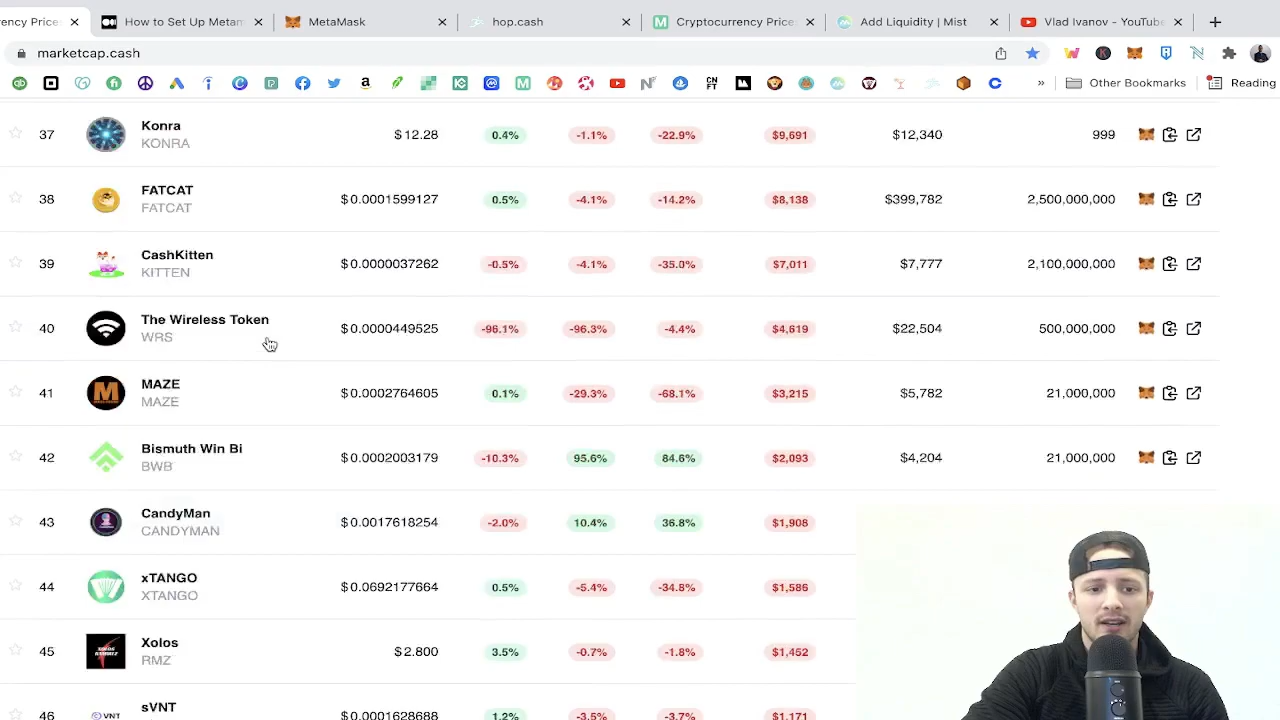 ency Price:
How to Set Up Metam
MetaMask
hop.cash
M Cryptocurrency Price:
Add Liquidity | Mist
Vlad Ivanov - YouTube
marketcap.cash
CNFT
» Other Bookmarks Reading
37 Konra $12.28 0.4% -1.1% -22.9% $9,691 $12,340 999
KONRA
38 FATCAT $0.0001599127 0.5% -4.1% -14.2% $8,138 $399,782 2,500,000,000
FATCAT
39 CashKitten $0.0000037262 -0.5% -4.1% -35.0% $7,011 $7,777 2,100,000,000
KITTEN
40 The Wireless Token $0.0000449525 -96.1% -96.3% -4.4% $4,619 $22,504 500,000,000
WRS
41 M MAZE $0.0002764605 0.1% -29.3% -68.1% $3,215 $5,782 21,000,000
MAZE
42 Bismuth Win Bi $0.0002003179 -10.3% 95.6% 84.6% $2,093 $4,204 21,000,000
BWB
43 CandyMan $0.0017618254 -2.0% 10.4% 36.8% $1,908
CANDYMAN
44 xTANGO $0.0692177664 0.5% -5.4% -34.8% $1,586
XTANGO
45 Xolos $2.800 3.5% -0.7% -1.8% $1,452
RMZ
46 VNT sVNT $0.0001628688 1.2% -3.5% -3.7% $1,171